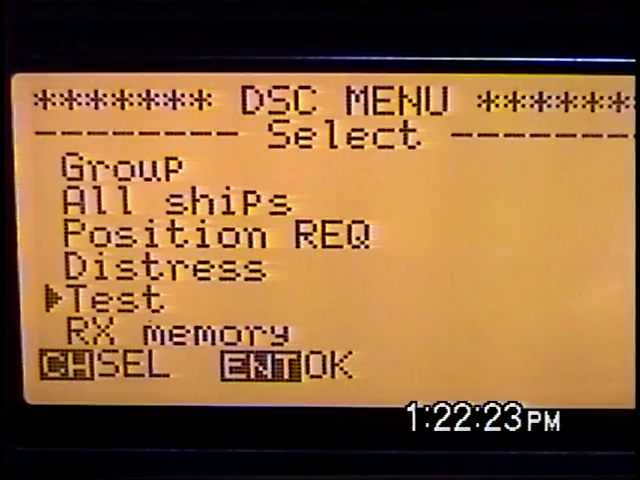 ******* DSC MENU ******
-------- Select -------
Group
All ships
Position REQ
Distress
▶Test
RX memory
CH SEL ENT OK
1:22:23 PM